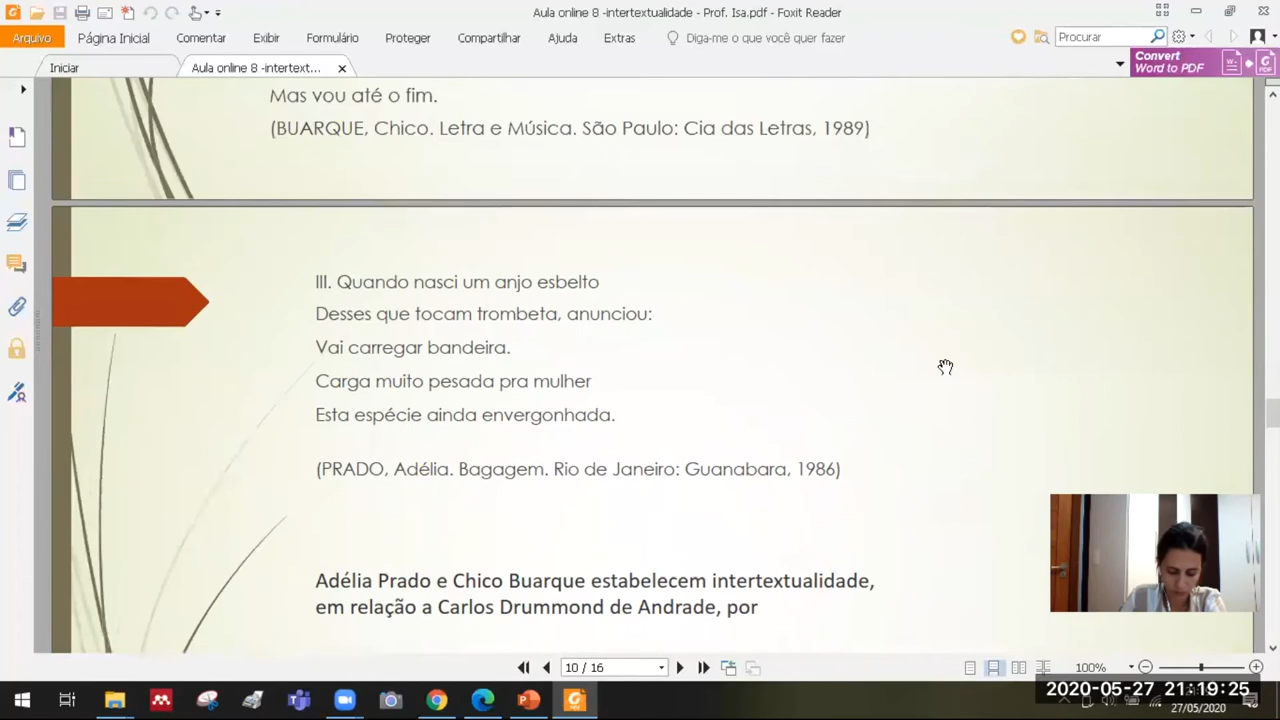 Aula online 8 -intertextualidade - Prof. Isa.pdf - Foxit Reader
Arquivo Página Inicial Comentar Exibir Formulário Proteger Compartilhar Ajuda Extras Diga-me o que você quer fazer Procurar
Iniciar Aula online 8 -intertext... Convert Word to PDF
Mas vou até o fim.
(BUARQUE, Chico. Letra e Música. São Paulo: Cia das Letras, 1989)
III. Quando nasci um anjo esbelto
Desses que tocam trombeta, anunciou:
Vai carregar bandeira.
Carga muito pesada pra mulher
Esta espécie ainda envergonhada.
(PRADO, Adélia. Bagagem. Rio de Janeiro: Guanabara, 1986)
Adélia Prado e Chico Buarque estabelecem intertextualidade,
em relação a Carlos Drummond de Andrade, por
10 / 16 100%
2020-05-27 21:19:25
27/05/2020